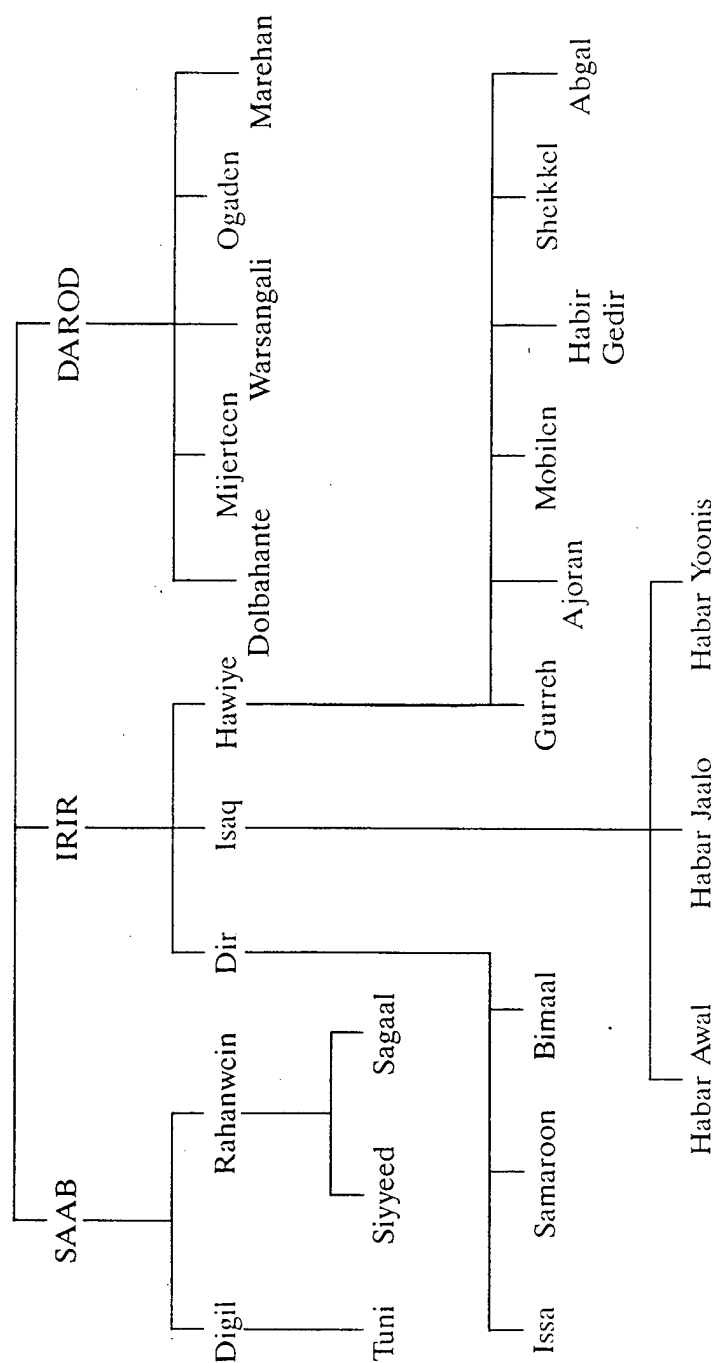 SAAB
IRIR
DAROD
Digil
Rahanwein
Dir
Isaq
Hawiye
Dolbahante
Mijerteen
Warsangali
Ogaden
Marehan
Tuni
Siyyeed
Sagaal
Issa
Samaroon
Bimaal
Gurreh
Ajoran
Mobilen
Habir
Gedir
Sheikkel
Abgal
Habar Awal
Habar Jaalo
Habar Yoonis